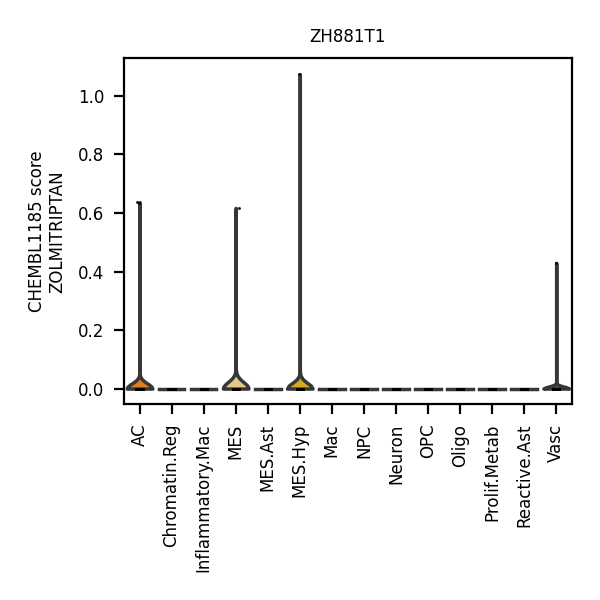 ZH881T1
CHEMBL1185 score
ZOLMITRIPTAN
1.0
0.8
0.6
0.4
0.2
0.0
AC
Chromatin.Reg
Inflammatory.Mac
MES
MES.Ast
MES.Hyp
Mac
NPC
Neuron
OPC
Oligo
Prolif.Metab
Reactive.Ast
Vasc